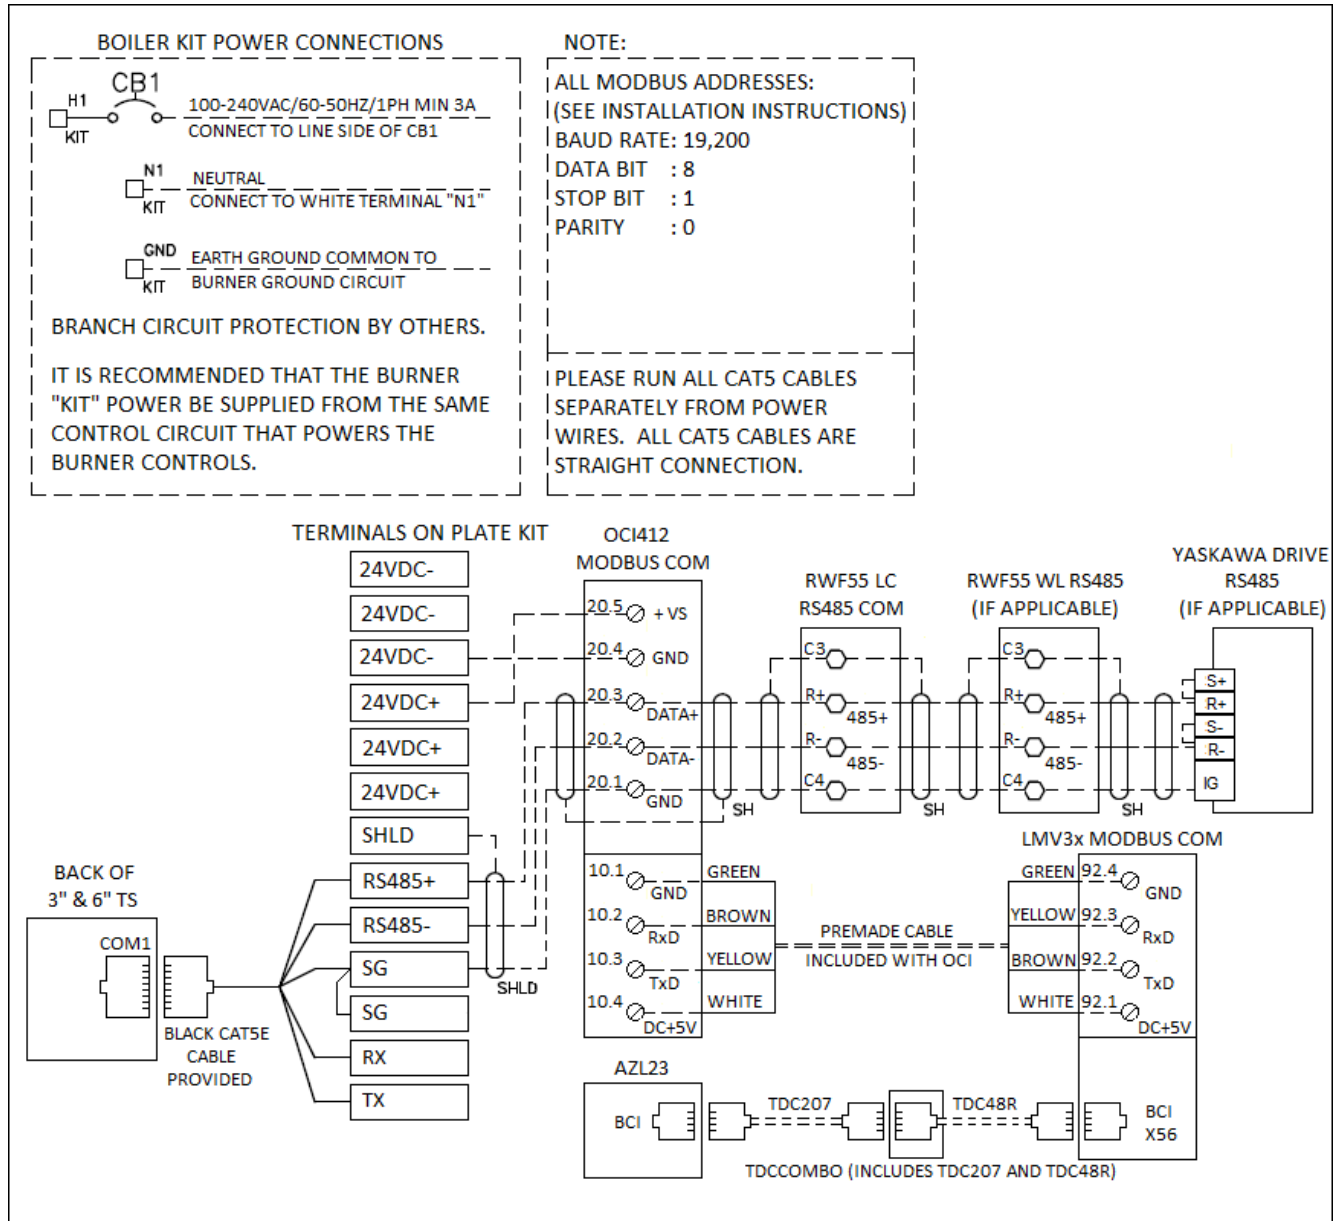 BOILER KIT POWER CONNECTIONS
CB1
H1
KIT
100-240VAC/60-50HZ/1PH MIN 3A
CONNECT TO LINE SIDE OF CB1
N1
KIT
NEUTRAL
CONNECT TO WHITE TERMINAL "N1"
GND
KIT
EARTH GROUND COMMON TO
BURNER GROUND CIRCUIT
BRANCH CIRCUIT PROTECTION BY OTHERS.
IT IS RECOMMENDED THAT THE BURNER
"KIT" POWER BE SUPPLIED FROM THE SAME
CONTROL CIRCUIT THAT POWERS THE
BURNER CONTROLS.
NOTE:
ALL MODBUS ADDRESSES:
(SEE INSTALLATION INSTRUCTIONS)
BAUD RATE: 19,200
DATA BIT : 8
STOP BIT : 1
PARITY : 0
PLEASE RUN ALL CAT5 CABLES
SEPARATELY FROM POWER
WIRES. ALL CAT5 CABLES ARE
STRAIGHT CONNECTION.
TERMINALS ON PLATE KIT
24VDC-
24VDC-
24VDC-
24VDC+
24VDC+
24VDC+
SHLD
RS485+
RS485-
SG
SG
RX
TX
SHLD
BACK OF
3" & 6" TS
COM1
BLACK CAT5E
CABLE
PROVIDED
OCI412
MODBUS COM
20.5 + VS
20.4 GND
20.3 DATA+
20.2 DATA-
20.1 GND
SH
10.1 GND GREEN
10.2 RxD BROWN
10.3 TxD YELLOW
10.4 DC+5V WHITE
PREMADE CABLE
INCLUDED WITH OCI
RWF55 LC
RS485 COM
C3
R+ 485+
R- 485-
C4
SH
RWF55 WL RS485
(IF APPLICABLE)
C3
R+ 485+
R- 485-
C4
SH
YASKAWA DRIVE
RS485
(IF APPLICABLE)
S+
R+
S-
R-
IG
LMV3x MODBUS COM
GREEN 92.4 GND
YELLOW 92.3 RxD
BROWN 92.2 TxD
WHITE 92.1 DC+5V
AZL23
BCI
TDC207
TDC48R
BCI
X56
TDCCOMBO (INCLUDES TDC207 AND TDC48R)